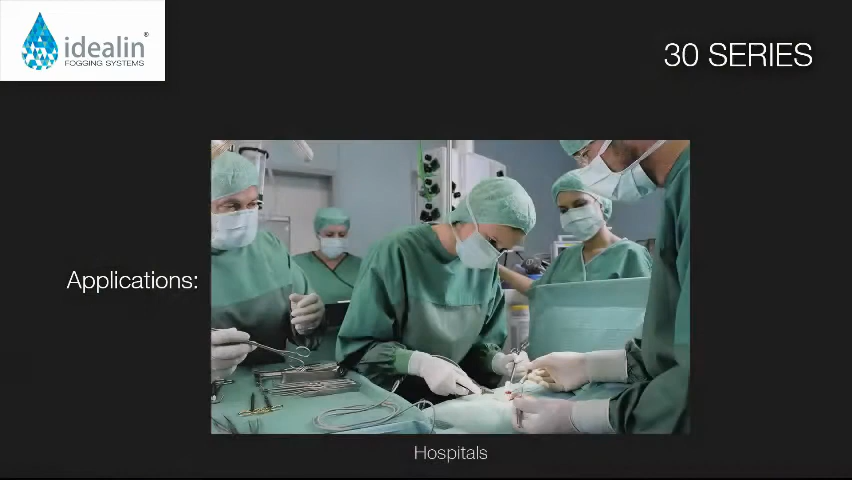 idealin®
FOGGING SYSTEMS
30 SERIES
Applications:
Hospitals